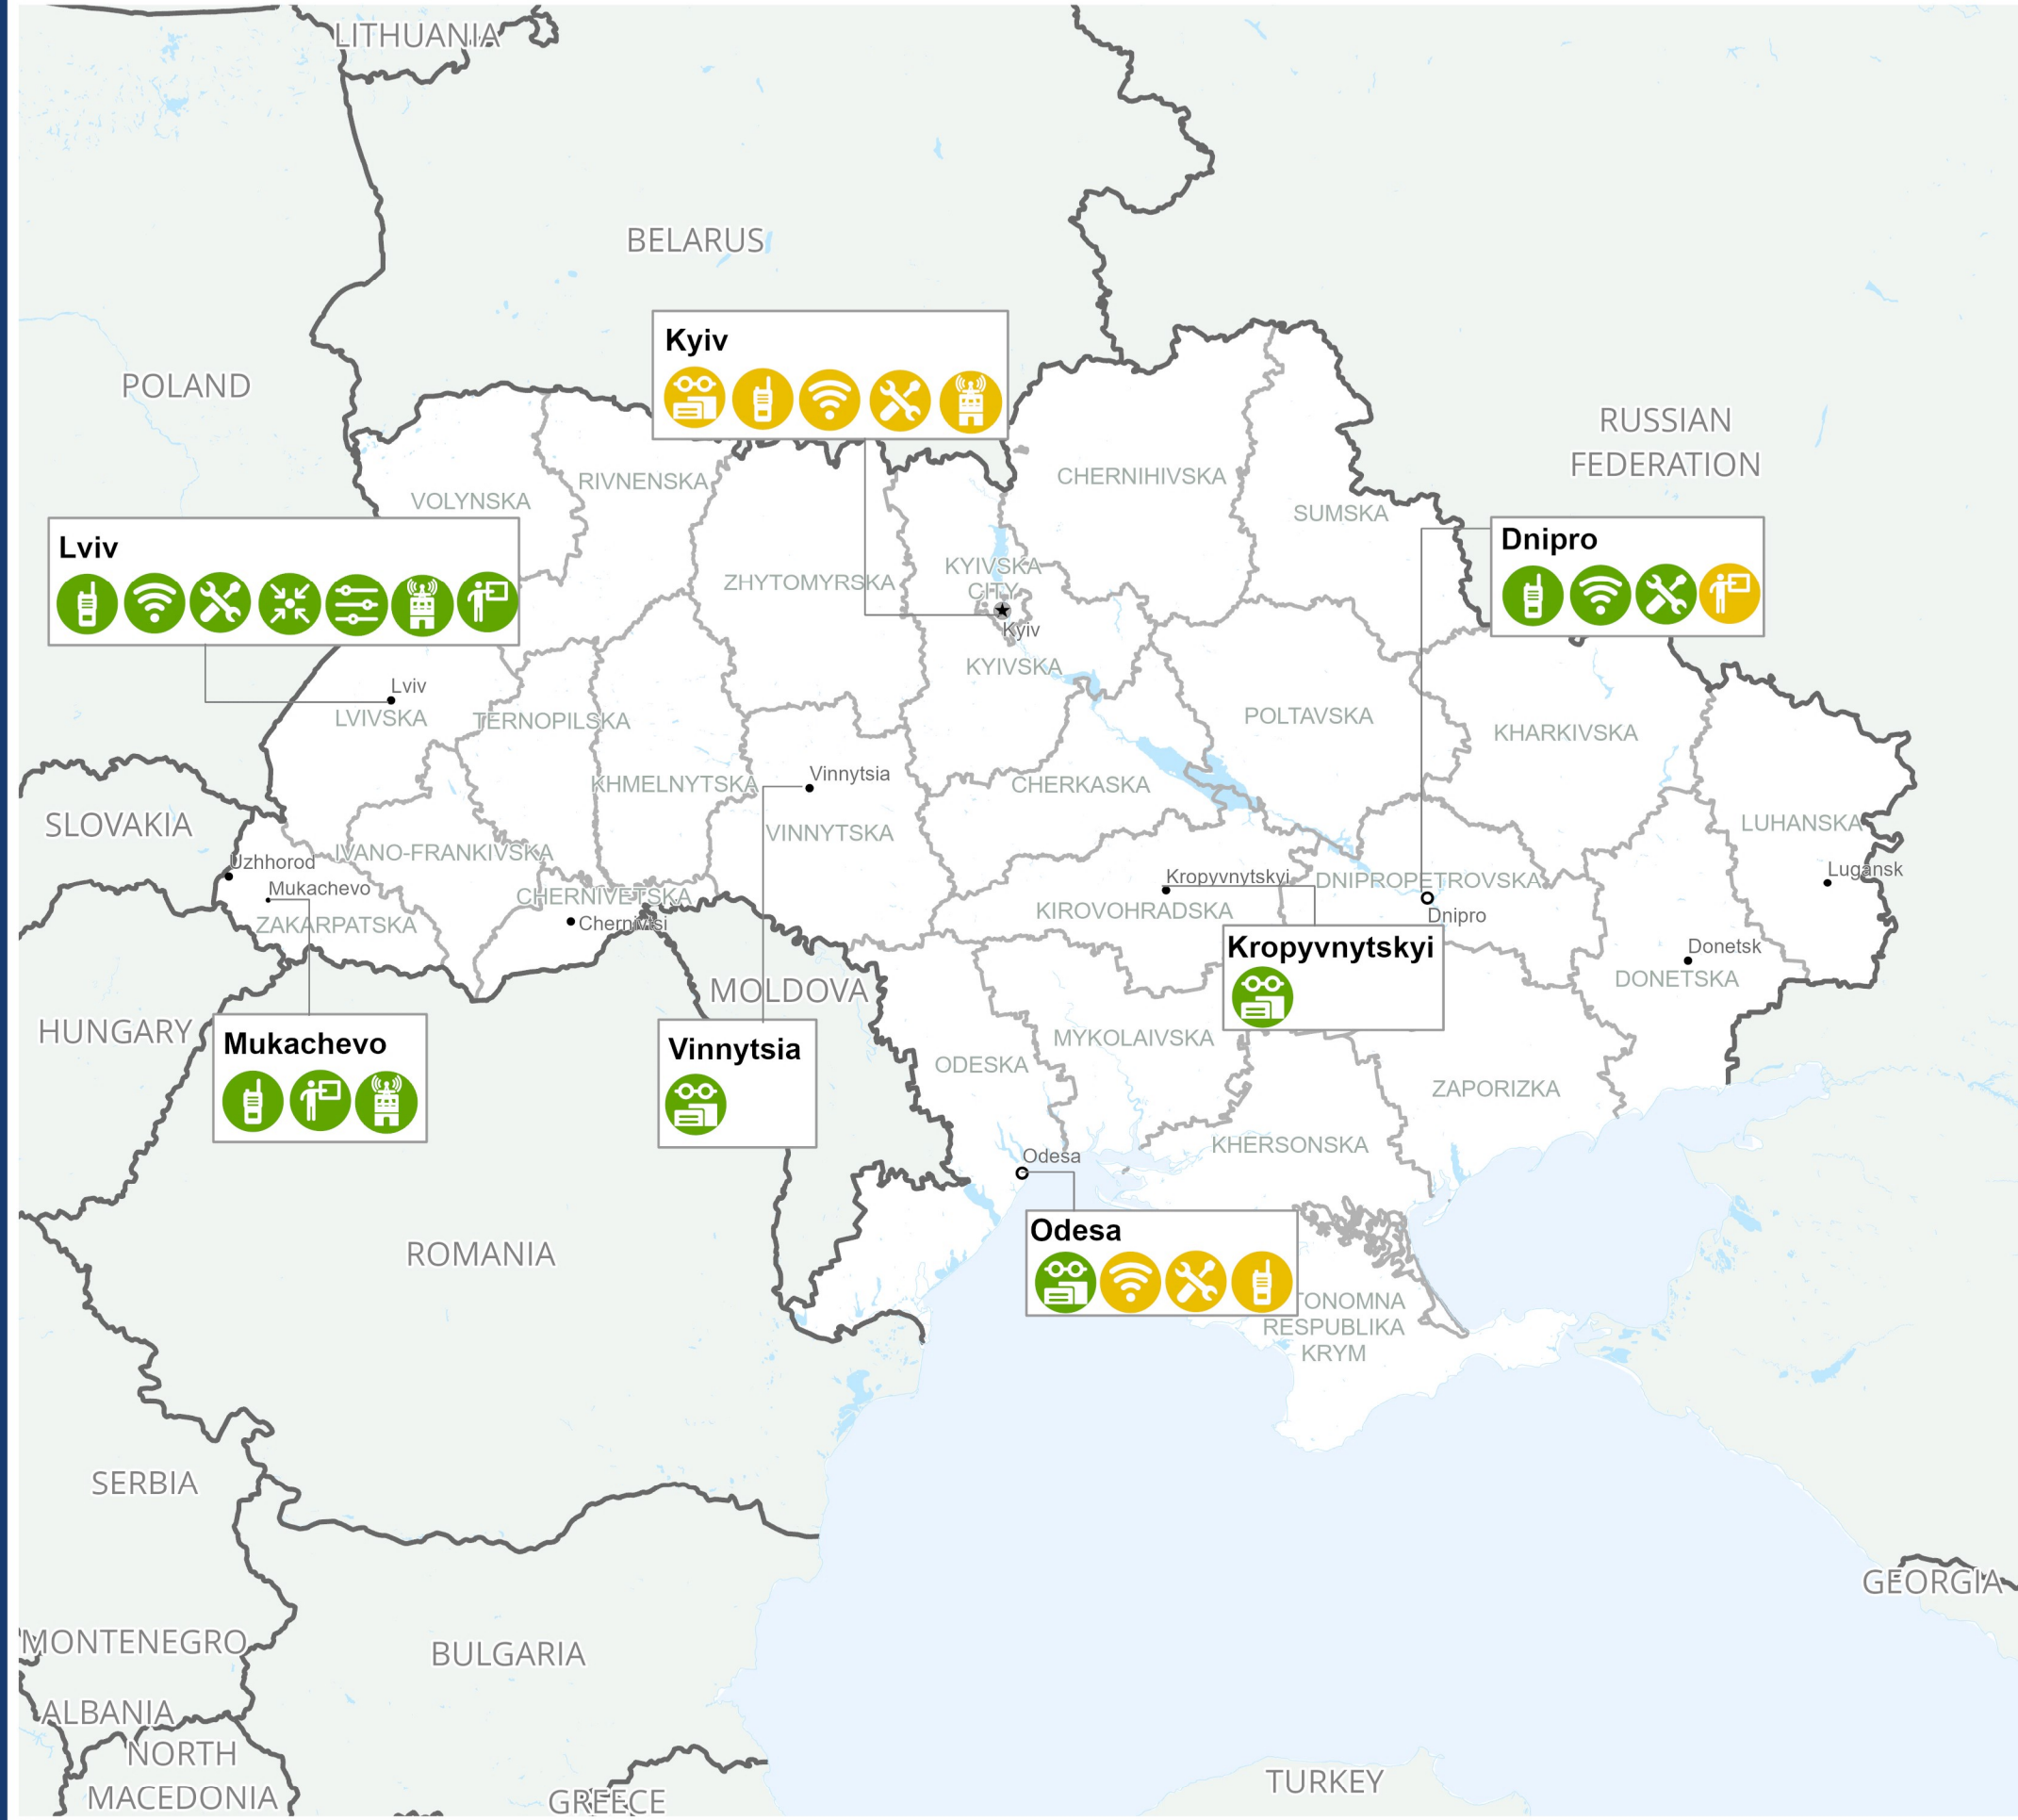 LITHUANIA
BELARUS
Kyiv
POLAND
RUSSIAN
FEDERATION
CHERNIHIVSKA
RIVNENSKA
VOLYNSKA
SUMSKA
Lviv
Dnipro
KYIVSKA
CITY
ZHYTOMYRSKA
Kyiv
KYIVSKA
Lviv
LVIVSKA
TERNOPILSKA
POLTAVSKA
KHARKIVSKA
Vinnytsia
KHMELNYTSKA
CHERKASKA
SLOVAKIA
VINNYTSKA
LUHANSKA
IVANO-FRANKIVSKA
Uzhhorod
Lugansk
Mukachevo
Kropyvnytskyi
DNIPROPETROVSKA
CHERNIVETSKA
KIROVOHRADSKA
Dnipro
ZAKARPATSKA
Chernivtsi
Kropyvnytskyi
Donetsk
DONETSKA
MOLDOVA
HUNGARY
Mukachevo
Vinnytsia
MYKOLAIVSKA
ODESKA
ZAPORIZKA
KHERSONSKA
Odesa
Odesa
ROMANIA
TONOMNA
RESPUBLIKA
KRYM
SERBIA
GEORGIA
MONTENEGRO
BULGARIA
ALBANIA
NORTH
MACEDONIA
TURKEY
GREECE